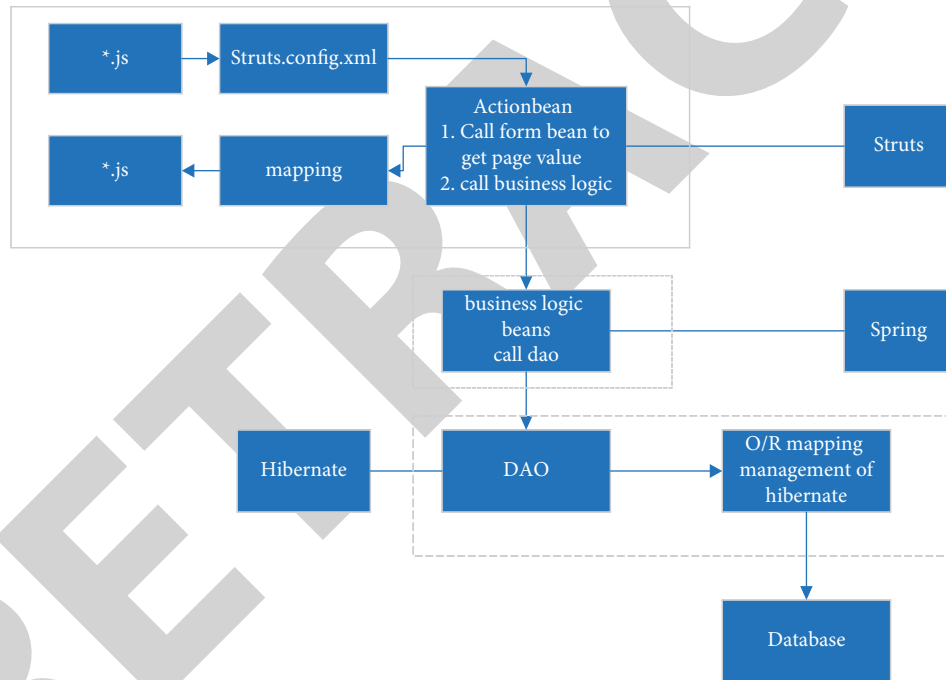 *.js
Struts.config.xml
Actionbean
1. Call form bean to
get page value
2. call business logic
*.js
mapping
Struts
business logic
beans
call dao
Spring
Hibernate
DAO
O/R mapping
management of
hibernate
Database